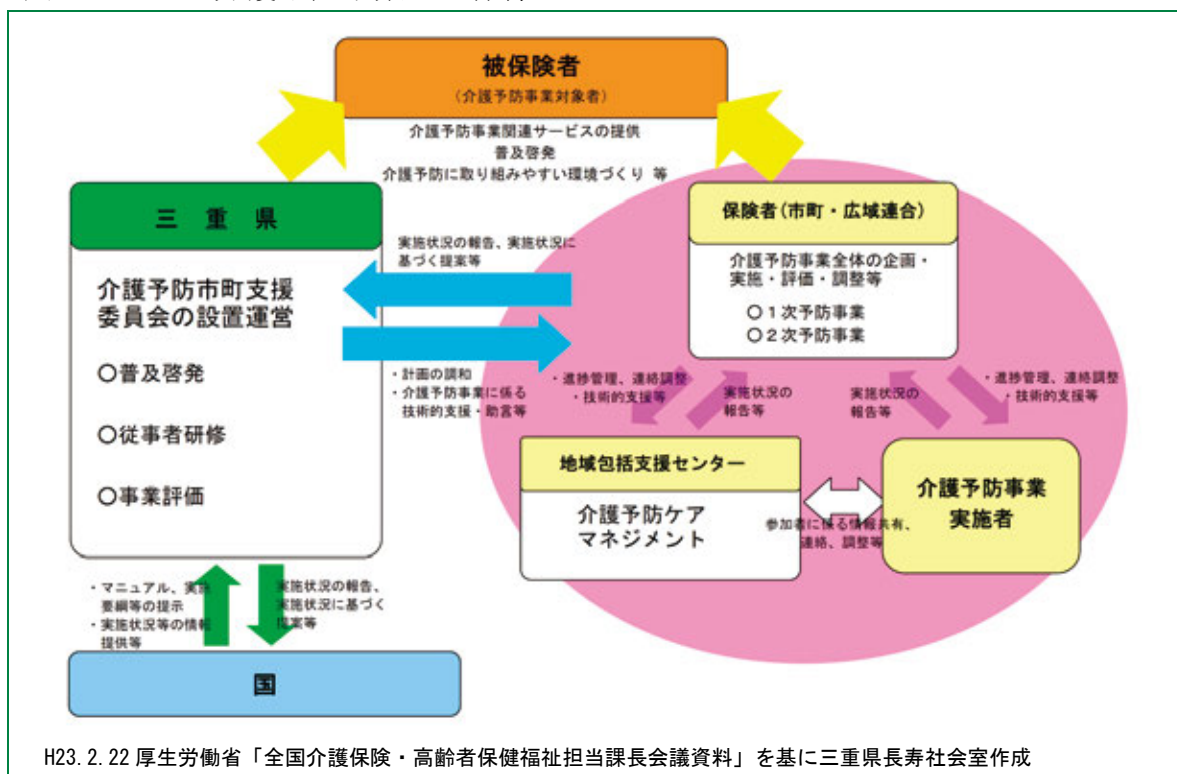 被保険者
(介護予防事業対象者)
介護予防事業関連サービスの提供
普及啓発
介護予防に取り組みやすい環境づくり 等
三 重 県
介護予防市町支援
委員会の設置運営
○普及啓発
○従事者研修
○事業評価
実施状況の報告、実施状況に
基づく提案等
・計画の調和
・介護予防事業に係る
技術的支援・助言等
保険者(市町・広域連合)
介護予防事業全体の企画・
実施・評価・調整等
○1次予防事業
○2次予防事業
・進捗管理、連絡調整
・技術的支援等
実施状況の
報告等
実施状況の
報告等
・進捗管理、連絡調整
・技術的支援等
地域包括支援センター
介護予防ケア
マネジメント
参加者に係る情報共有、
連絡、調整等
介護予防事業
実施者
・マニュアル、実施
要綱等の提示
・実施状況等の情報
提供等
実施状況の報告、
実施状況に基づく
提案等
国
H23.2.22 厚生労働省「全国介護保険・高齢者保健福祉担当課長会議資料」を基に三重県長寿社会室作成